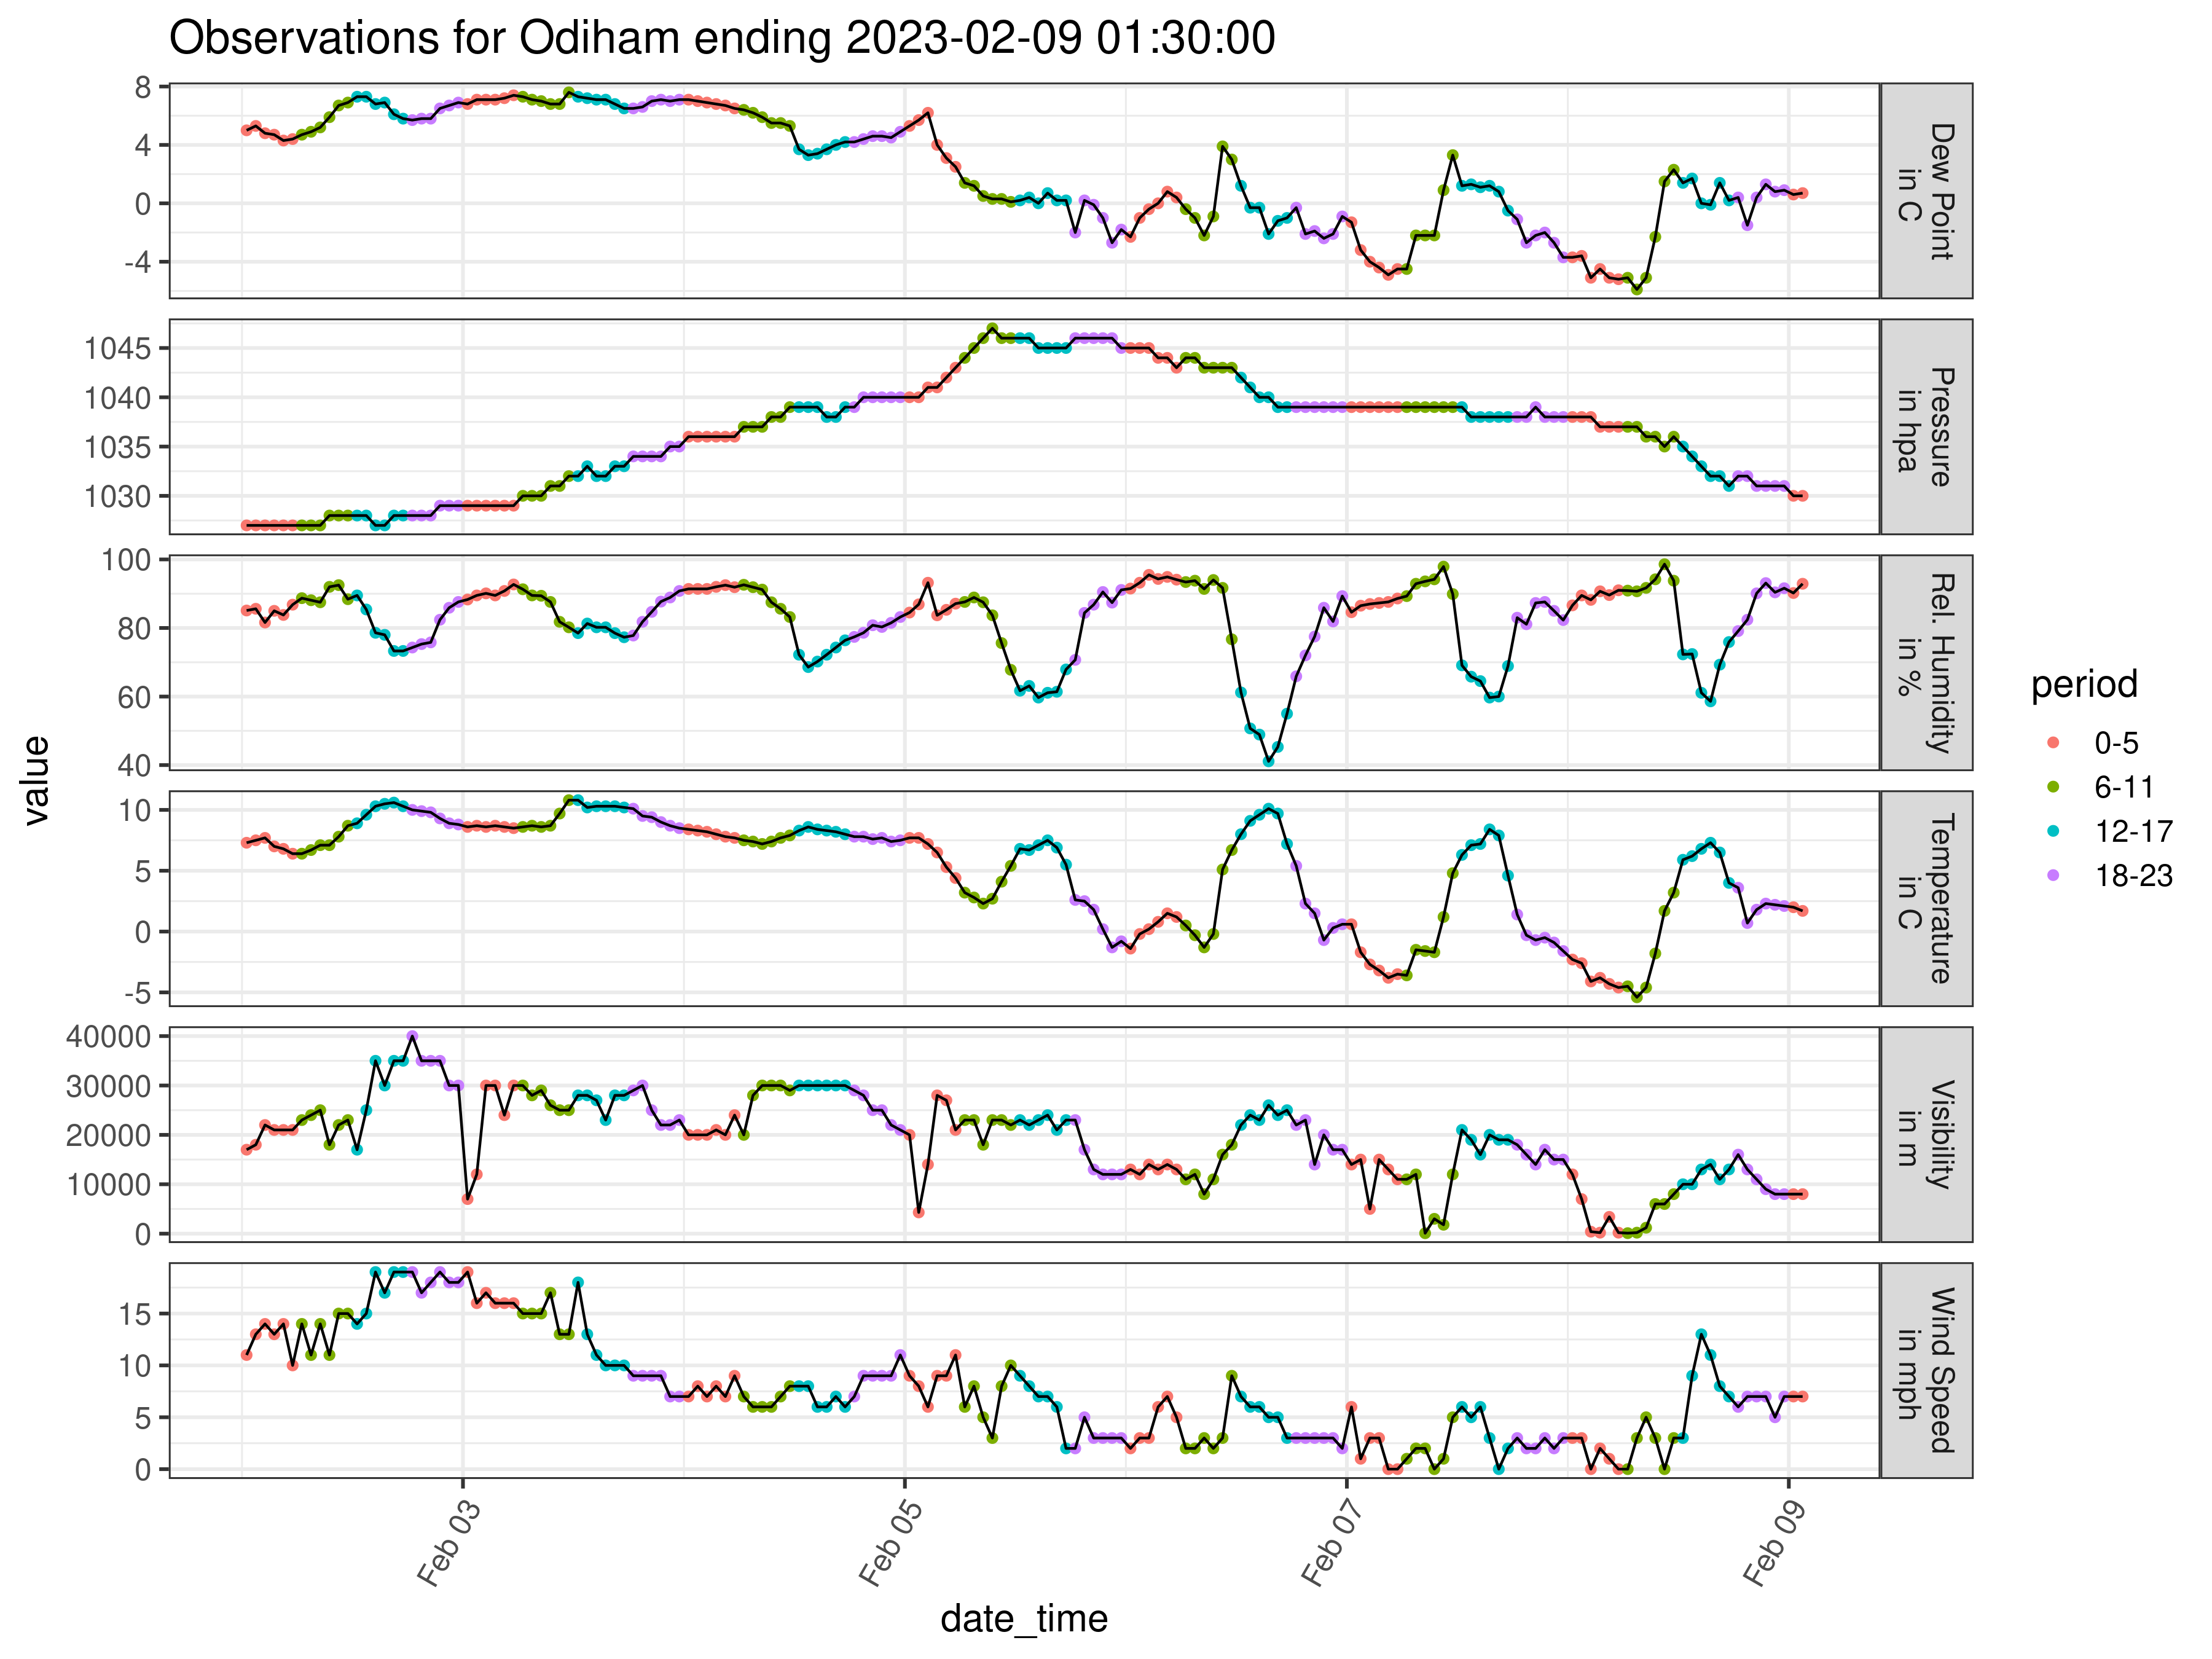 Observations for Odiham ending 2023-02-09 01:30:00
value
8
4
0
-4
Dew Point
in C
1045
1040
1035
1030
Pressure
in hpa
100
80
60
40
Rel. Humidity
in %
10
5
0
-5
Temperature
in C
40000
30000
20000
10000
0
Visibility
in m
15
10
5
0
Wind Speed
in mph
Feb 03
Feb 05
Feb 07
Feb 09
date_time
period
0-5
6-11
12-17
18-23